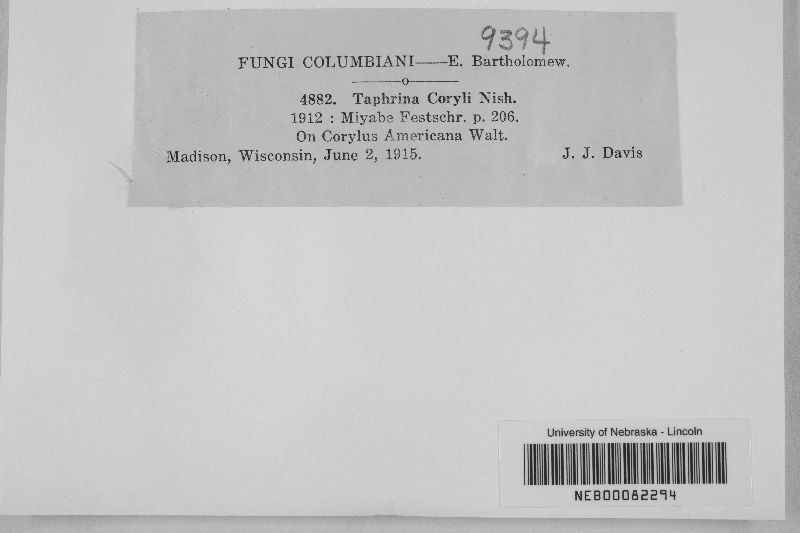 9394
FUNGI COLUMBIANI——E. Bartholomew.
———o———
4882. Taphrina Coryli Nish.
1912 : Miyabe Festschr. p. 206.
On Corylus Americana Walt.
Madison, Wisconsin, June 2, 1915. J. J. Davis
University of Nebraska - Lincoln
NEB00082294